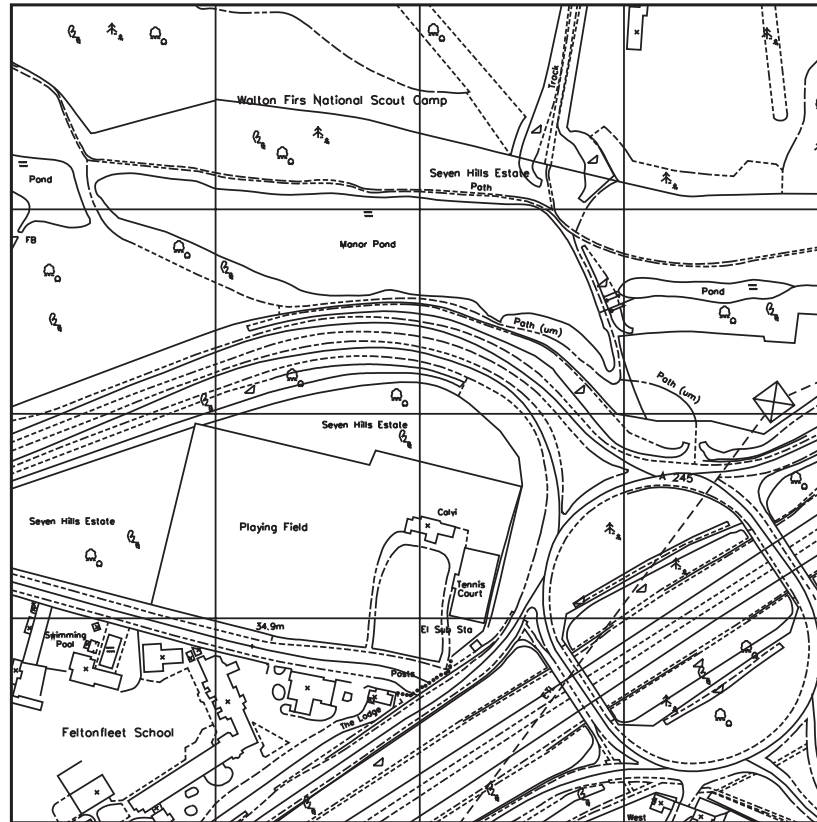 Walton Firs National Scout Camp
Track
Seven Hills Estate
Path
Pond
FB
Manor Pond
Pond
Path (um)
Path (um)
Seven Hills Estate
A 245
Seven Hills Estate
Playing Field
Calvi
Tennis
Court
34.9m
El Sub Sta
Swimming
Pool
Posts
The Lodge
Feltonfleet School
West